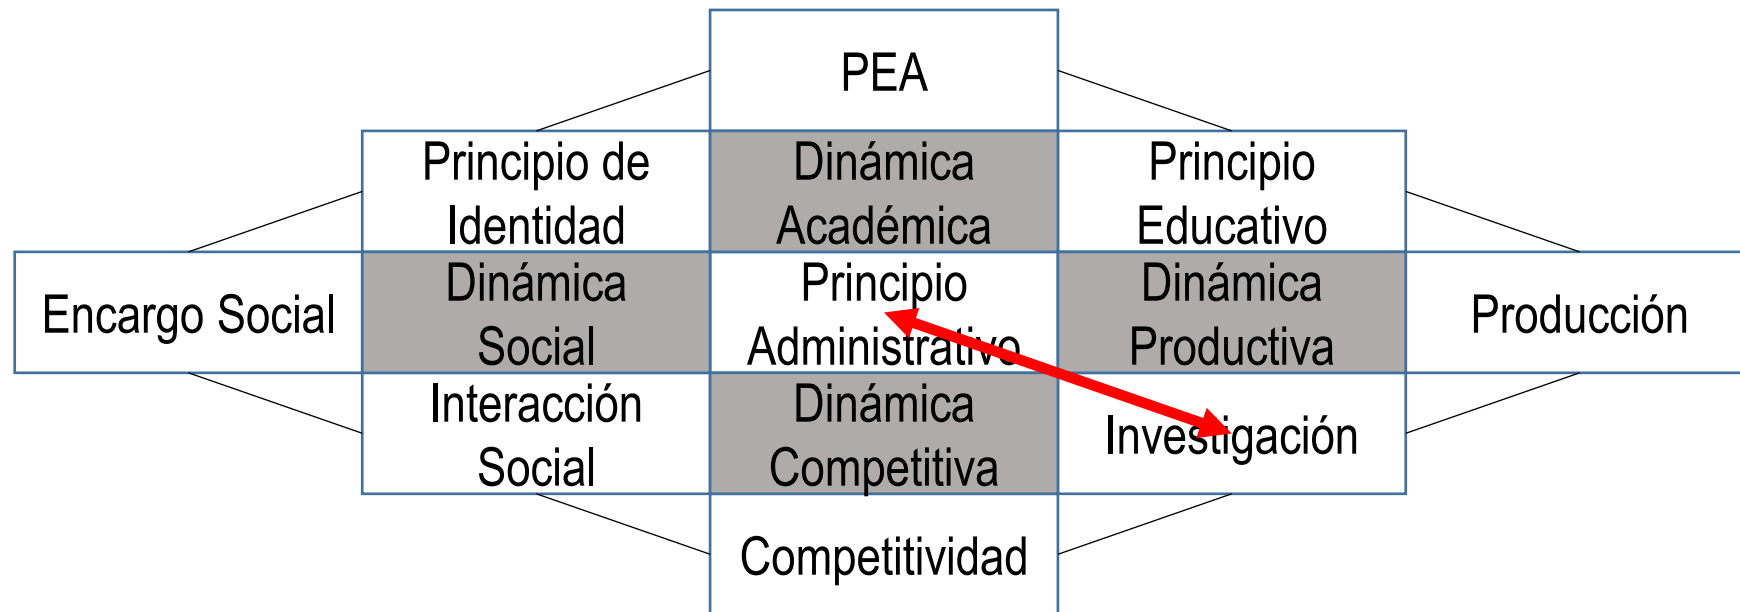 PEA
Principio de
Identidad
Dinámica
Académica
Principio
Educativo
Encargo Social
Dinámica
Social
Principio
Administrativo
Dinámica
Productiva
Producción
Interacción
Social
Dinámica
Competitiva
Investigación
Competitividad